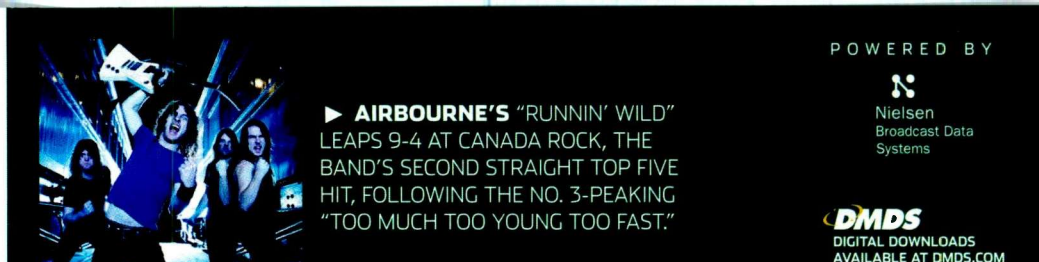 ► AIRBOURNE'S "RUNNIN' WILD"
LEAPS 9-4 AT CANADA ROCK, THE
BAND'S SECOND STRAIGHT TOP FIVE
HIT, FOLLOWING THE NO. 3-PEAKING
"TOO MUCH TOO YOUNG TOO FAST."
POWERED BY
Nielsen
Broadcast Data
Systems
DMDS
DIGITAL DOWNLOADS
AVAILABLE AT DMDS.COM